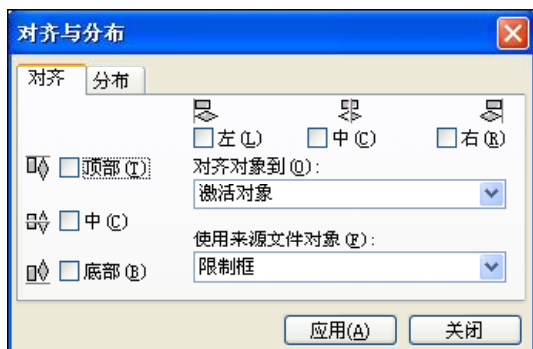 对齐与分布
对齐 分布
左(L) 中(C) 右(R)
顶部(T) 对齐对象到(O):
激活对象
中(C)
使用来源文件对象(F):
底部(B) 限制框
应用(A) 关闭